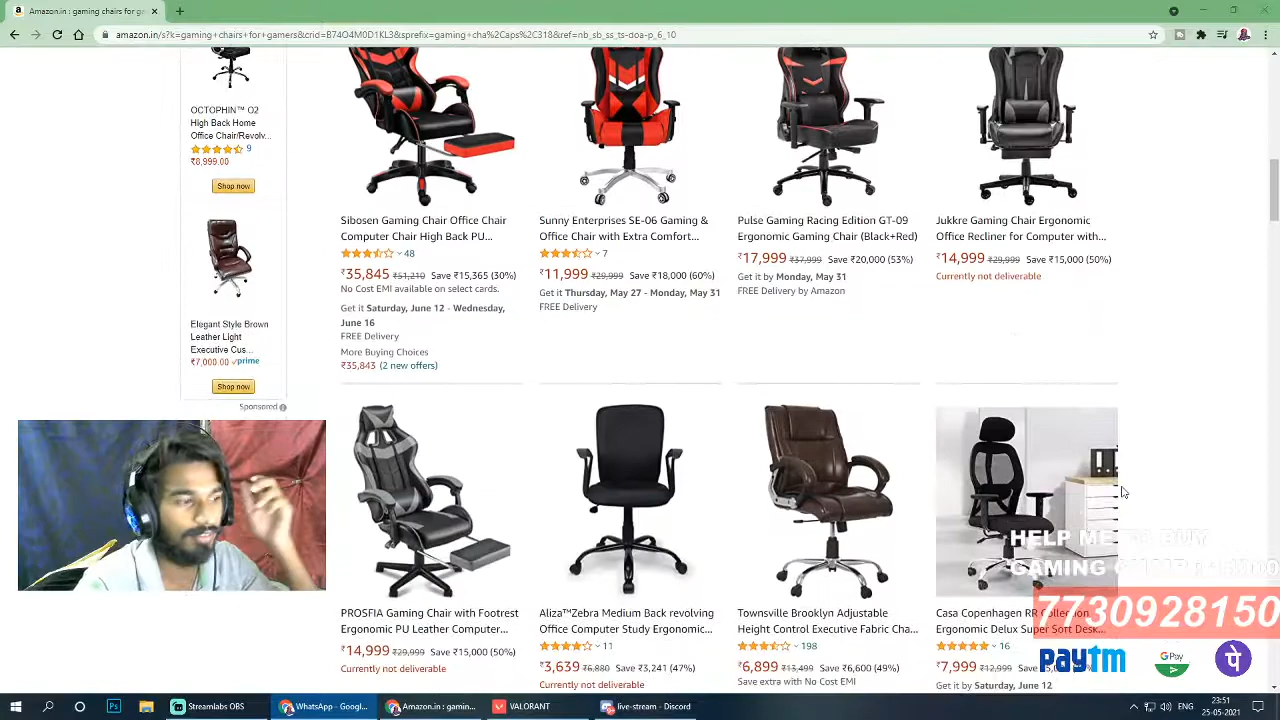 Amazon.in : gaming chairs for g
amazon.in/s?k=gaming+chairs+for+gamers&crid=B74O4M0D1KL3&sprefix=gaming+cha%2Caps%2C318&ref=nb_sb_ss_ts-doa-p_6_10
OCTOPHIN™ O2
High Back Home
Office Chair/Revolv...
9
₹8,999.00
Shop now
Elegant Style Brown
Leather Light
Executive Cus...
₹7,000.00 prime
Shop now
Sponsored
Sibosen Gaming Chair Office Chair
Computer Chair High Back PU...
48
₹35,845 ₹51,210 Save ₹15,365 (30%)
No Cost EMI available on select cards.
Get it Saturday, June 12 - Wednesday,
June 16
FREE Delivery
More Buying Choices
₹35,843 (2 new offers)
Sunny Enterprises SE-06 Gaming &
Office Chair with Extra Comfort...
7
₹11,999 ₹29,999 Save ₹18,000 (60%)
Get it Thursday, May 27 - Monday, May 31
FREE Delivery
Pulse Gaming Racing Edition GT-09
Ergonomic Gaming Chair (Black+Red)
₹17,999 ₹37,999 Save ₹20,000 (53%)
Get it by Monday, May 31
FREE Delivery by Amazon
Jukkre Gaming Chair Ergonomic
Office Recliner for Computer with...
₹14,999 ₹29,999 Save ₹15,000 (50%)
Currently not deliverable
PROSFIA Gaming Chair with Footrest
Ergonomic PU Leather Computer...
₹14,999 ₹29,999 Save ₹15,000 (50%)
Currently not deliverable
Aliza™Zebra Medium Back revolving
Office Computer Study Ergonomic...
11
₹3,639 ₹6,880 Save ₹3,241 (47%)
Currently not deliverable
Townsville Brooklyn Adjustable
Height Control Executive Fabric Cha...
198
₹6,899 ₹13,499 Save ₹6,600 (49%)
Save extra with No Cost EMI
Casa Copenhagen RR Collection
Ergonomic Delux Super Soft Desk...
16
₹7,999 ₹12,999 Save
Get it by Saturday, June 12
HELP ME TO BUY
GAMING
7730928150
paytm
G Pay
Streamlabs OBS
WhatsApp - Googl...
Amazon.in : gamin...
VALORANT
live-stream - Discord
ENG
23:51
25-05-2021